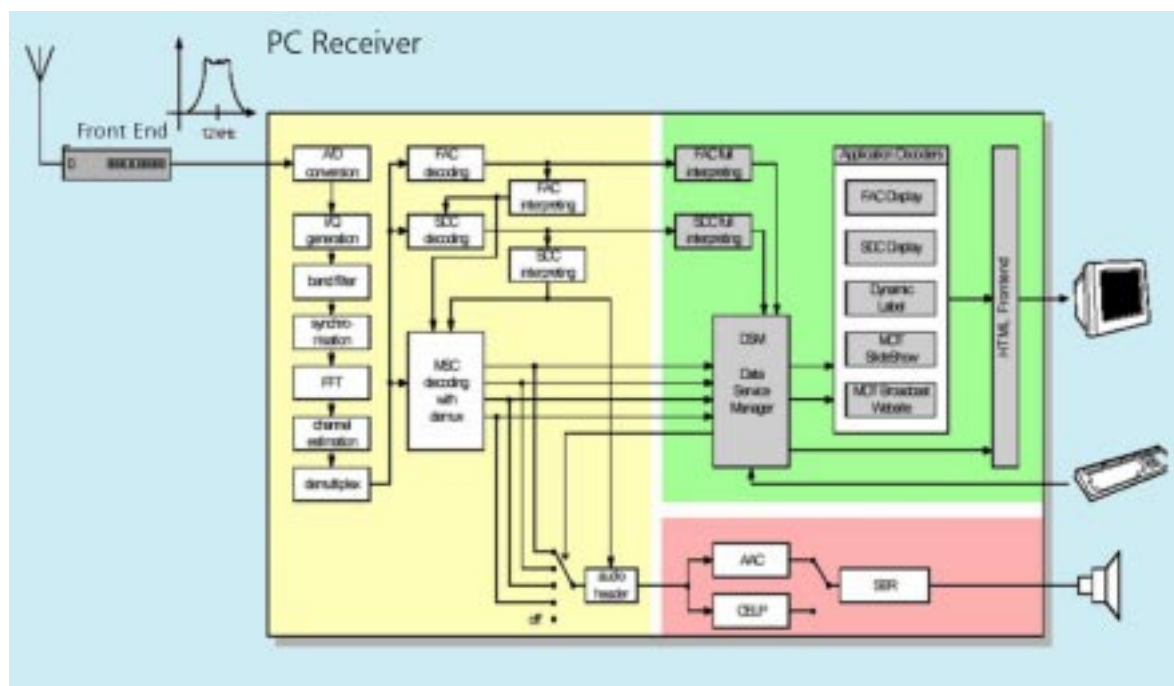 PC Receiver
Front End
12 kHz
A/D
conversion
I/Q
generation
band filter
synchro-
nisation
FFT
channel
estimation
demultiplex
FAC
decoding
FAC
interpreting
SDC
decoding
SDC
interpreting
MSC
decoding
with
demux
off
audio
header
FAC full
interpreting
SDC full
interpreting
DSM
Data
Service
Manager
Application Decoders
FAC Display
SDC Display
Dynamic
Label
MOT
SlideShow
MOT Broadcast
Website
HTML Frontend
AAC
CELP
SBR